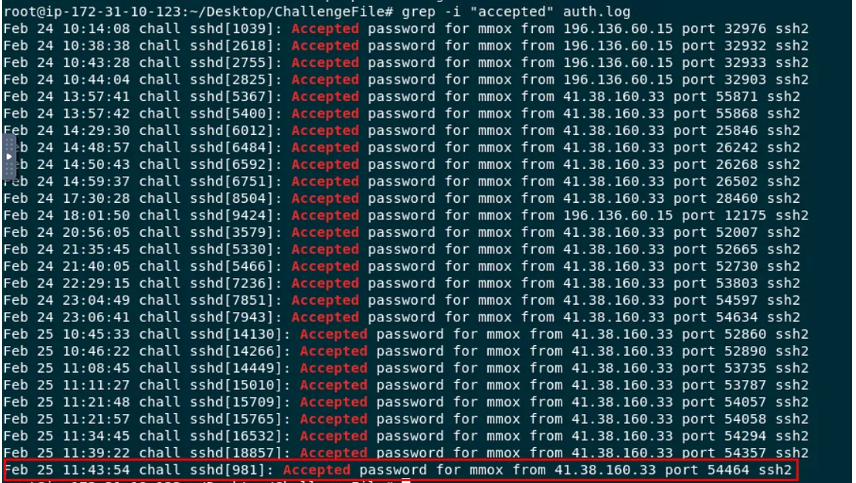 root@ip-172-31-10-123:~/Desktop/ChallengeFile# grep -i "accepted" auth.log
Feb 24 10:14:08 chall sshd[1039]: Accepted password for mmox from 196.136.60.15 port 32976 ssh2
Feb 24 10:38:38 chall sshd[2618]: Accepted password for mmox from 196.136.60.15 port 32932 ssh2
Feb 24 10:43:28 chall sshd[2755]: Accepted password for mmox from 196.136.60.15 port 32933 ssh2
Feb 24 10:44:04 chall sshd[2825]: Accepted password for mmox from 196.136.60.15 port 32903 ssh2
Feb 24 13:57:41 chall sshd[5367]: Accepted password for mmox from 41.38.160.33 port 55871 ssh2
Feb 24 13:57:42 chall sshd[5400]: Accepted password for mmox from 41.38.160.33 port 55868 ssh2
Feb 24 14:29:30 chall sshd[6012]: Accepted password for mmox from 41.38.160.33 port 25846 ssh2
24 14:48:57 chall sshd[6484]: Accepted password for mmox from 41.38.160.33 port 26242 ssh2
24 14:50:43 chall sshd[6592]: Accepted password for mmox from 41.38.160.33 port 26268 ssh2
Feb 24 14:59:37 chall sshd[6751]: Accepted password for mmox from 41.38.160.33 port 26502 ssh2
Feb 24 17:30:28 chall sshd[8504]: Accepted password for mmox from 41.38.160.33 port 28460 ssh2
Feb 24 18:01:50 chall sshd[9424]: Accepted password for mmox from 196.136.60.15 port 12175 ssh2
Feb 24 20:56:05 chall sshd[3579]: Accepted password for mmox from 41.38.160.33 port 52007 ssh2
Feb 24 21:35:45 chall sshd[5330]: Accepted password for mmox from 41.38.160.33 port 52665 ssh2
Feb 24 21:40:05 chall sshd[5466]: Accepted password for mmox from 41.38.160.33 port 52730 ssh2
Feb 24 22:29:15 chall sshd[7236]: Accepted password for mmox from 41.38.160.33 port 53803 ssh2
Feb 24 23:04:49 chall sshd[7851]: Accepted password for mmox from 41.38.160.33 port 54597 ssh2
Feb 24 23:06:41 chall sshd[7943]: Accepted password for mmox from 41.38.160.33 port 54634 ssh2
Feb 25 10:45:33 chall sshd[14130]: Accepted password for mmox from 41.38.160.33 port 52860 ssh2
Feb 25 10:46:22 chall sshd[14266]: Accepted password for mmox from 41.38.160.33 port 52890 ssh2
Feb 25 11:08:45 chall sshd[14449]: Accepted password for mmox from 41.38.160.33 port 53735 ssh2
Feb 25 11:11:27 chall sshd[15010]: Accepted password for mmox from 41.38.160.33 port 53787 ssh2
Feb 25 11:21:48 chall sshd[15709]: Accepted password for mmox from 41.38.160.33 port 54057 ssh2
Feb 25 11:21:57 chall sshd[15765]: Accepted password for mmox from 41.38.160.33 port 54058 ssh2
Feb 25 11:34:45 chall sshd[16532]: Accepted password for mmox from 41.38.160.33 port 54294 ssh2
Feb 25 11:39:22 chall sshd[18857]: Accepted password for mmox from 41.38.160.33 port 54357 ssh2
Feb 25 11:43:54 chall sshd[981]: Accepted password for mmox from 41.38.160.33 port 54464 ssh2